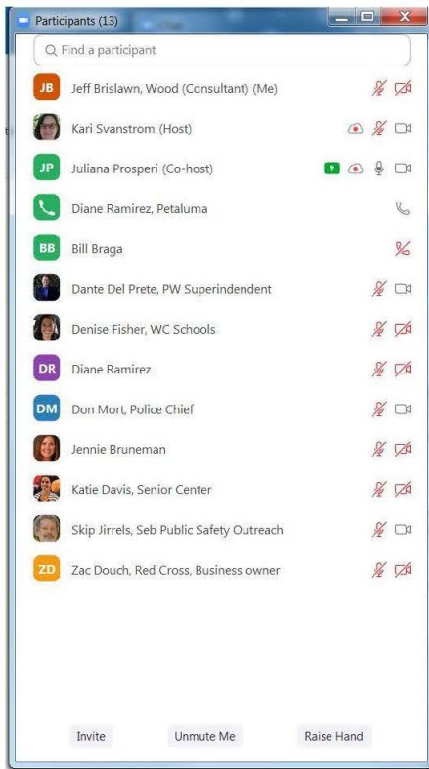 Participants (13)
Find a participant
JB Jeff Brislawn, Wood (Consultant) (Me)
Kari Svanstrom (Host)
JP Juliana Prosperi (Co-host)
Diane Ramirez, Petaluma
BB Bill Braga
Dante Del Prete, PW Superindendent
Denise Fisher, WC Schools
DR Diane Ramirez
DM Don Mort, Police Chief
Jennie Bruneman
Katie Davis, Senior Center
Skip Jirrels, Seb Public Safety Outreach
ZD Zac Douch, Red Cross, Business owner
Invite Unmute Me Raise Hand